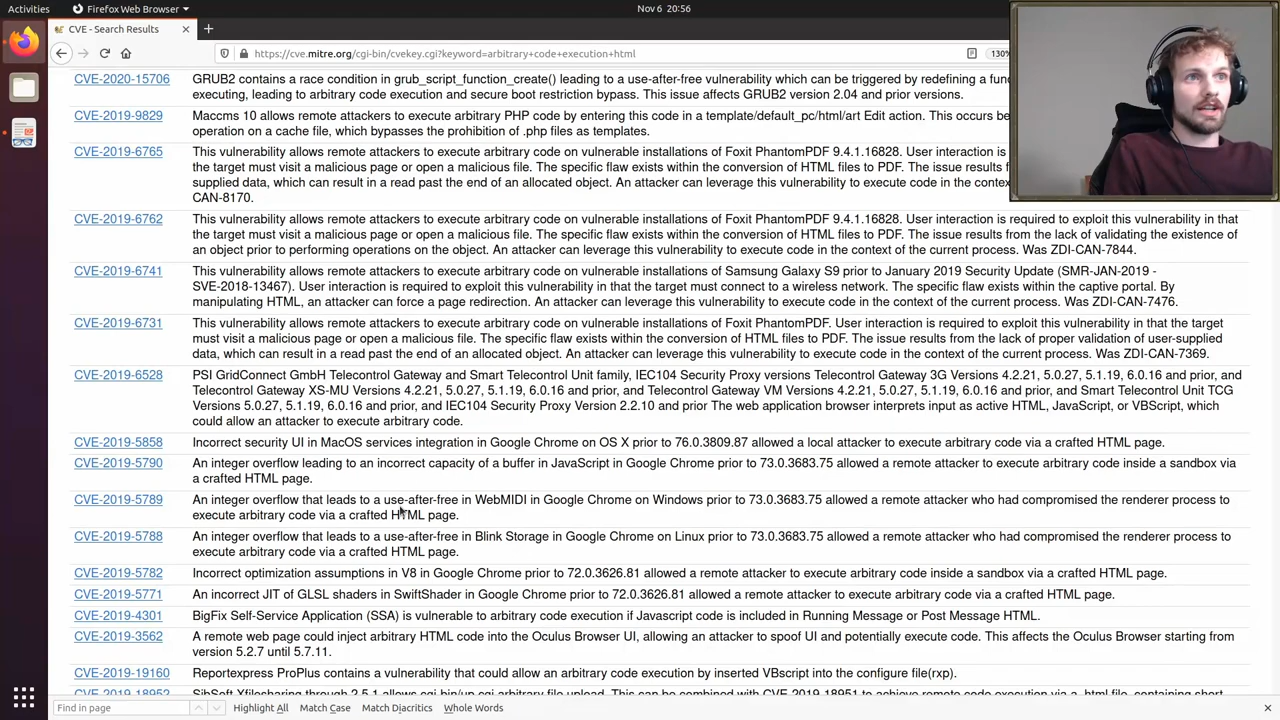 Activities
Firefox Web Browser
Nov 6 20:56
CVE - Search Results
https://cve.mitre.org/cgi-bin/cvekey.cgi?keyword=arbitrary+code+execution+html
130%
CVE-2020-15706
GRUB2 contains a race condition in grub_script_function_create() leading to a use-after-free vulnerability which can be triggered by redefining a func
executing, leading to arbitrary code execution and secure boot restriction bypass. This issue affects GRUB2 version 2.04 and prior versions.
CVE-2019-9829
Maccms 10 allows remote attackers to execute arbitrary PHP code by entering this code in a template/default_pc/html/art Edit action. This occurs be
operation on a cache file, which bypasses the prohibition of .php files as templates.
CVE-2019-6765
This vulnerability allows remote attackers to execute arbitrary code on vulnerable installations of Foxit PhantomPDF 9.4.1.16828. User interaction is
the target must visit a malicious page or open a malicious file. The specific flaw exists within the conversion of HTML files to PDF. The issue results f
supplied data, which can result in a read past the end of an allocated object. An attacker can leverage this vulnerability to execute code in the contex
CAN-8170.
CVE-2019-6762
This vulnerability allows remote attackers to execute arbitrary code on vulnerable installations of Foxit PhantomPDF 9.4.1.16828. User interaction is required to exploit this vulnerability in that
the target must visit a malicious page or open a malicious file. The specific flaw exists within the conversion of HTML files to PDF. The issue results from the lack of validating the existence of
an object prior to performing operations on the object. An attacker can leverage this vulnerability to execute code in the context of the current process. Was ZDI-CAN-7844.
CVE-2019-6741
This vulnerability allows remote attackers to execute arbitrary code on vulnerable installations of Samsung Galaxy S9 prior to January 2019 Security Update (SMR-JAN-2019 -
SVE-2018-13467). User interaction is required to exploit this vulnerability in that the target must connect to a wireless network. The specific flaw exists within the captive portal. By
manipulating HTML, an attacker can force a page redirection. An attacker can leverage this vulnerability to execute code in the context of the current process. Was ZDI-CAN-7476.
CVE-2019-6731
This vulnerability allows remote attackers to execute arbitrary code on vulnerable installations of Foxit PhantomPDF. User interaction is required to exploit this vulnerability in that the target
must visit a malicious page or open a malicious file. The specific flaw exists within the conversion of HTML files to PDF. The issue results from the lack of proper validation of user-supplied
data, which can result in a read past the end of an allocated object. An attacker can leverage this vulnerability to execute code in the context of the current process. Was ZDI-CAN-7369.
CVE-2019-6528
PSI GridConnect GmbH Telecontrol Gateway and Smart Telecontrol Unit family, IEC104 Security Proxy versions Telecontrol Gateway 3G Versions 4.2.21, 5.0.27, 5.1.19, 6.0.16 and prior, and
Telecontrol Gateway XS-MU Versions 4.2.21, 5.0.27, 5.1.19, 6.0.16 and prior, and Telecontrol Gateway VM Versions 4.2.21, 5.0.27, 5.1.19, 6.0.16 and prior, and Smart Telecontrol Unit TCG
Versions 5.0.27, 5.1.19, 6.0.16 and prior, and IEC104 Security Proxy Version 2.2.10 and prior The web application browser interprets input as active HTML, JavaScript, or VBScript, which
could allow an attacker to execute arbitrary code.
CVE-2019-5858
Incorrect security UI in MacOS services integration in Google Chrome on OS X prior to 76.0.3809.87 allowed a local attacker to execute arbitrary code via a crafted HTML page.
CVE-2019-5790
An integer overflow leading to an incorrect capacity of a buffer in JavaScript in Google Chrome prior to 73.0.3683.75 allowed a remote attacker to execute arbitrary code inside a sandbox via
a crafted HTML page.
CVE-2019-5789
An integer overflow that leads to a use-after-free in WebMIDI in Google Chrome on Windows prior to 73.0.3683.75 allowed a remote attacker who had compromised the renderer process to
execute arbitrary code via a crafted HTML page.
CVE-2019-5788
An integer overflow that leads to a use-after-free in Blink Storage in Google Chrome on Linux prior to 73.0.3683.75 allowed a remote attacker who had compromised the renderer process to
execute arbitrary code via a crafted HTML page.
CVE-2019-5782
Incorrect optimization assumptions in V8 in Google Chrome prior to 72.0.3626.81 allowed a remote attacker to execute arbitrary code inside a sandbox via a crafted HTML page.
CVE-2019-5771
An incorrect JIT of GLSL shaders in SwiftShader in Google Chrome prior to 72.0.3626.81 allowed a remote attacker to execute arbitrary code via a crafted HTML page.
CVE-2019-4301
BigFix Self-Service Application (SSA) is vulnerable to arbitrary code execution if Javascript code is included in Running Message or Post Message HTML.
CVE-2019-3562
A remote web page could inject arbitrary HTML code into the Oculus Browser UI, allowing an attacker to spoof UI and potentially execute code. This affects the Oculus Browser starting from
version 5.2.7 until 5.7.11.
CVE-2019-19160
Reportexpress ProPlus contains a vulnerability that could allow an arbitrary code execution by inserted VBscript into the configure file(rxp).
CVE-2019-18952
SibSoft Xfilesharing through 2.5.1 allows cgi-bin/up.cgi arbitrary file upload. This can be combined with CVE-2019-18951 to achieve remote code execution via a .html file, containing short
Find in page
Highlight All
Match Case
Match Diacritics
Whole Words